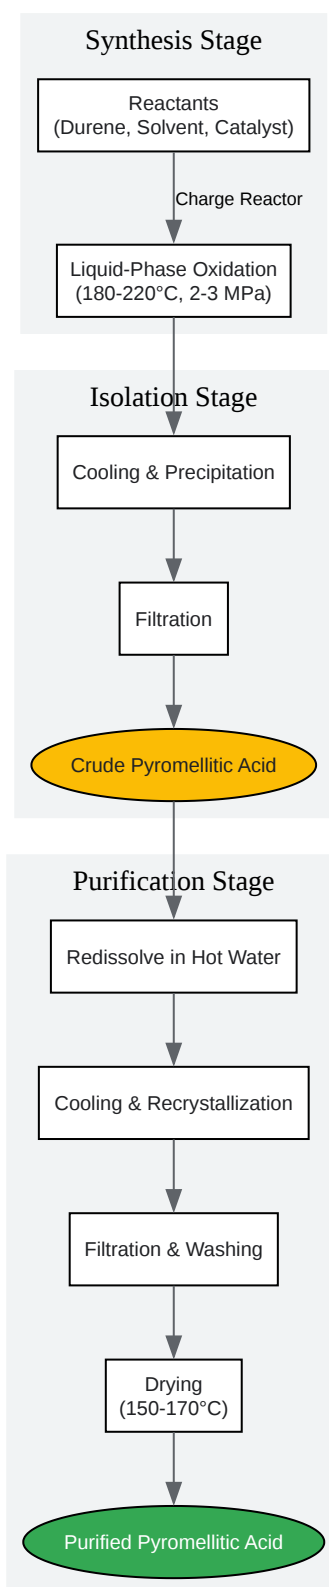 Synthesis Stage
Reactants
(Durene, Solvent, Catalyst)
Charge Reactor
Liquid-Phase Oxidation
(180-220°C, 2-3 MPa)
Isolation Stage
Cooling & Precipitation
Filtration
Crude Pyromellitic Acid
Purification Stage
Redissolve in Hot Water
Cooling & Recrystallization
Filtration & Washing
Drying
(150-170°C)
Purified Pyromellitic Acid